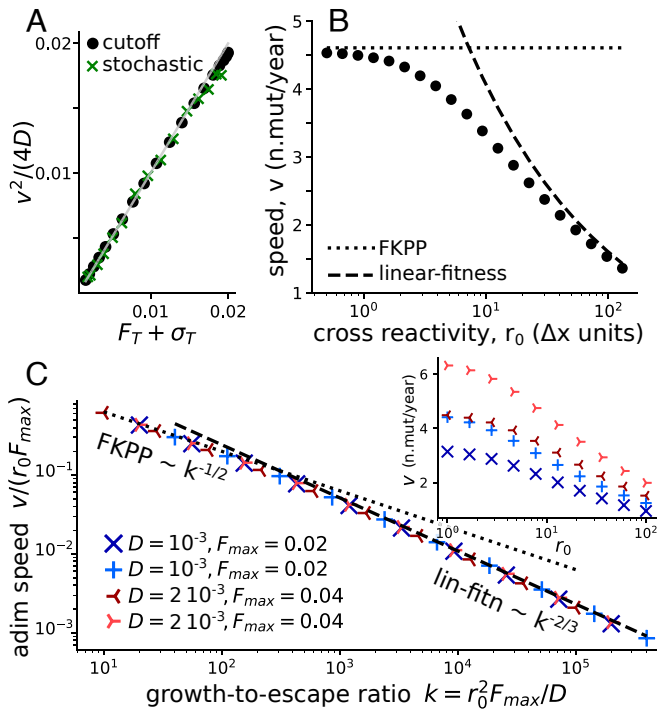 A
0.02
cutoff
stochastic
v²/(4D)
0.01
0.01
0.02
F_T + σ_T
B
5
4
3
2
1
speed, v (n.mut/year)
FKPP
linear-fitness
10⁰
10¹
10²
cross reactivity, r₀ (Δx units)
C
adim speed v/(r₀F_max)
10⁻¹
10⁻²
10⁻³
FKPP ~ k^-1/2
lin-fitn ~ k^-2/3
D = 10⁻³, F_max = 0.02
D = 10⁻³, F_max = 0.02
D = 2 10⁻³, F_max = 0.04
D = 2 10⁻³, F_max = 0.04
10¹
10²
10³
10⁴
10⁵
growth-to-escape ratio k = r₀²F_max/D
v (n.mut/year)
6
4
2
10⁰
10¹
10²
r₀